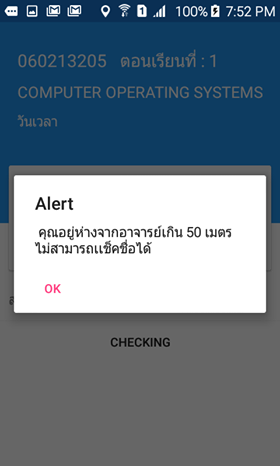 100% 7:52 PM
060213205 ตอนเรียนที่ : 1
COMPUTER OPERATING SYSTEMS
วันเวลา
Alert
คุณอยู่ห่างจากอาจารย์เกิน 50 เมตร
ไม่สามารถเเช็คชื่อได้
OK
CHECKING